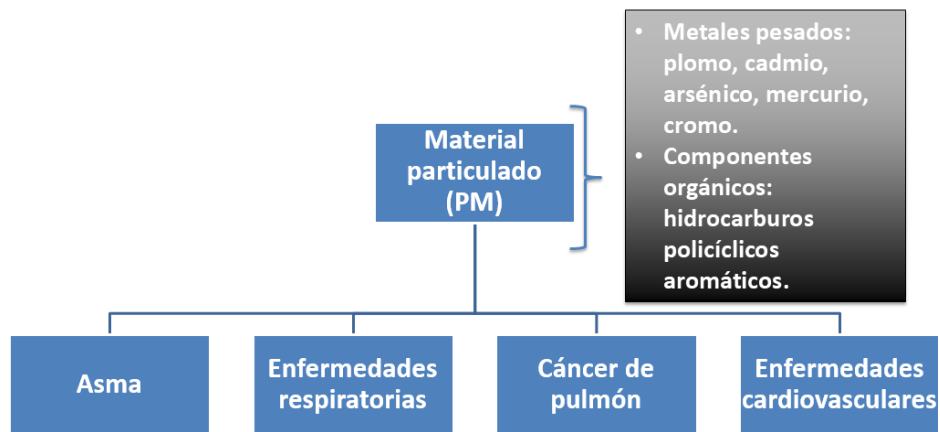 Material
particulado
(PM)
• Metales pesados:
plomo, cadmio,
arsénico, mercurio,
cromo.
• Componentes
orgánicos:
hidrocarburos
policíclicos
aromáticos.
Asma
Enfermedades
respiratorias
Cáncer de
pulmón
Enfermedades
cardiovasculares